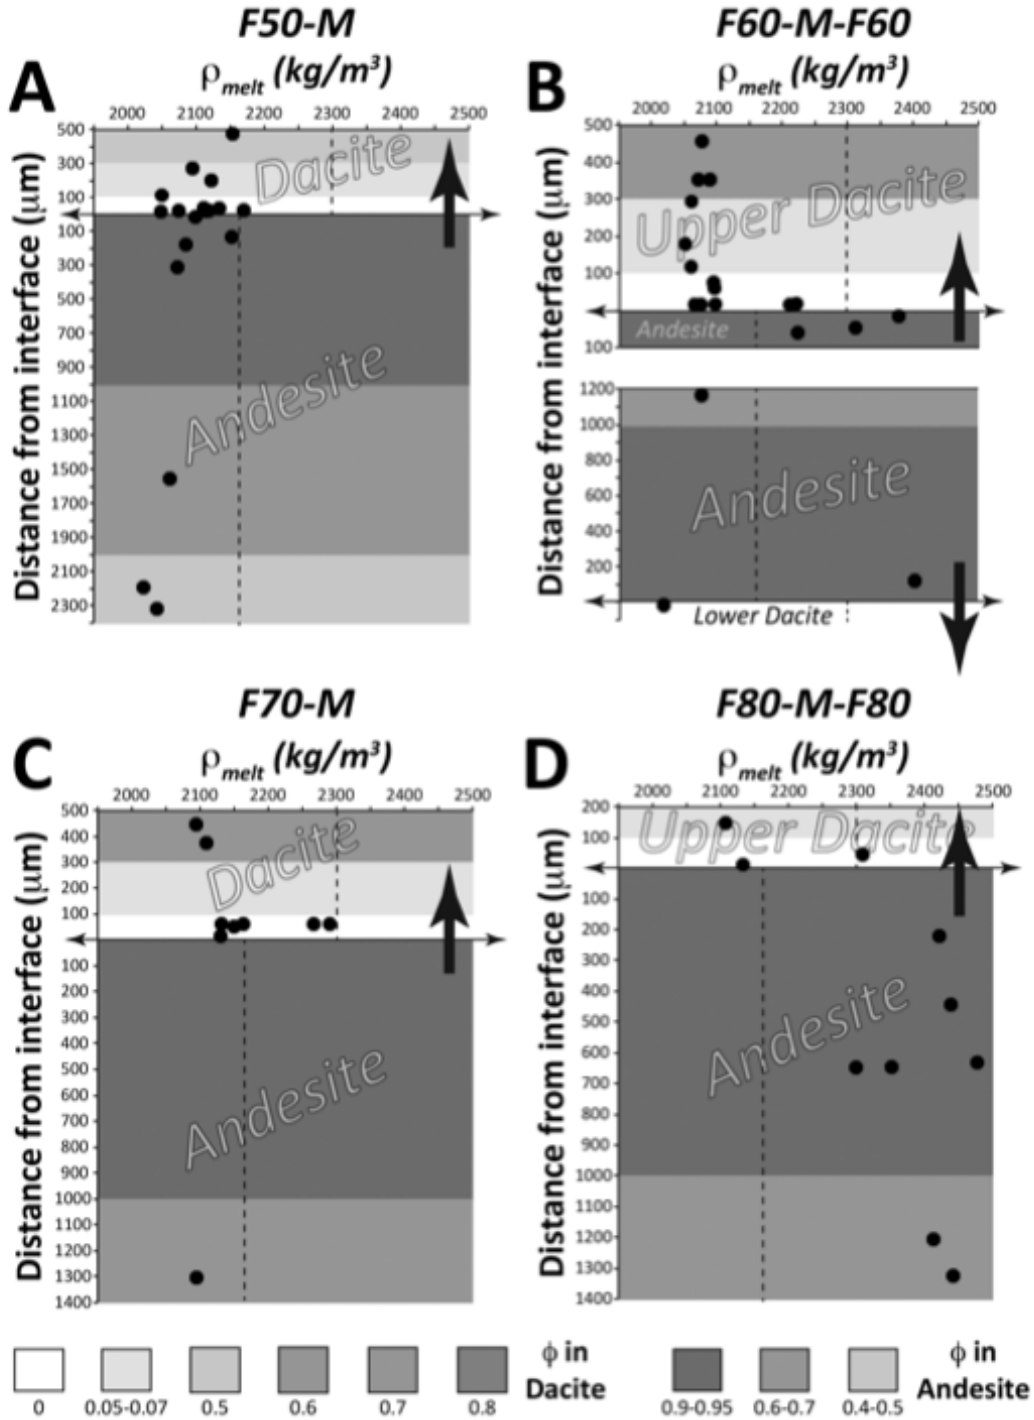 F50-M
F60-M-F60
A
ρmelt (kg/m³)
B
ρmelt (kg/m³)
2000 2100 2200 2300 2400 2500
2000 2100 2200 2300 2400 2500
Distance from interface (μm)
500
300
100
100
300
500
700
900
1100
1300
1500
1700
1900
2100
2300
Dacite
Andesite
Distance from interface (μm)
500
400
300
200
100
100
Upper Dacite
Andesite
1200
1000
800
600
400
200
Andesite
Lower Dacite
F70-M
F80-M-F80
C
ρmelt (kg/m³)
D
ρmelt (kg/m³)
2000 2100 2200 2300 2400 2500
2000 2100 2200 2300 2400 2500
Distance from interface (μm)
500
400
300
200
100
100
200
300
400
500
600
700
800
900
1000
1100
1200
1300
1400
Dacite
Andesite
Distance from interface (μm)
200
100
100
200
300
400
500
600
700
800
900
1000
1100
1200
1300
1400
Upper Dacite
Andesite
0
0.05-0.07
0.5
0.6
0.7
0.8
ϕ in
Dacite
0.9-0.95
0.6-0.7
0.4-0.5
ϕ in
Andesite